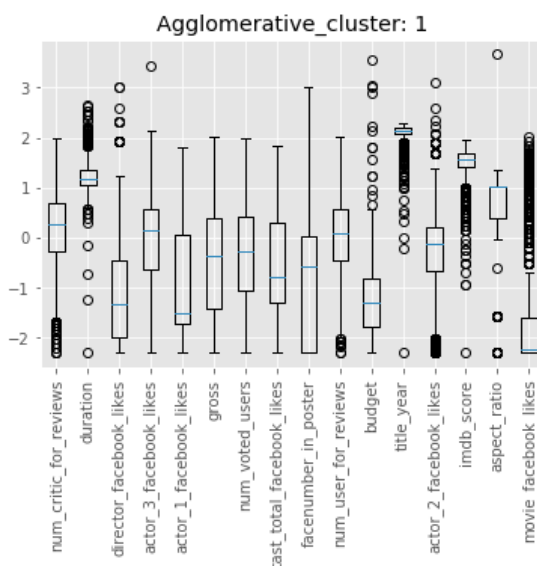 Agglomerative_cluster: 1
3
2
1
0
−1
−2
num_critic_for_reviews
duration
director_facebook_likes
actor_3_facebook_likes
actor_1_facebook_likes
gross
num_voted_users
cast_total_facebook_likes
facenumber_in_poster
num_user_for_reviews
budget
title_year
actor_2_facebook_likes
imdb_score
aspect_ratio
movie_facebook_likes